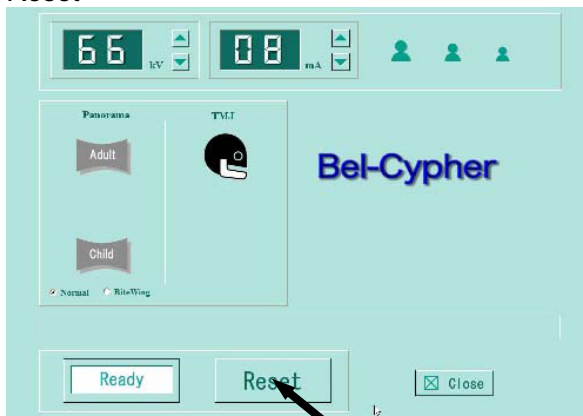 Reset
66 kV 08 mA
Panorama TMJ
Adult
Bel-Cypher
Child
Normal BiteWing
Ready Reset Close